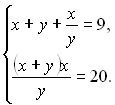 x + y + x/y = 9,
(x + y)x/y = 20.